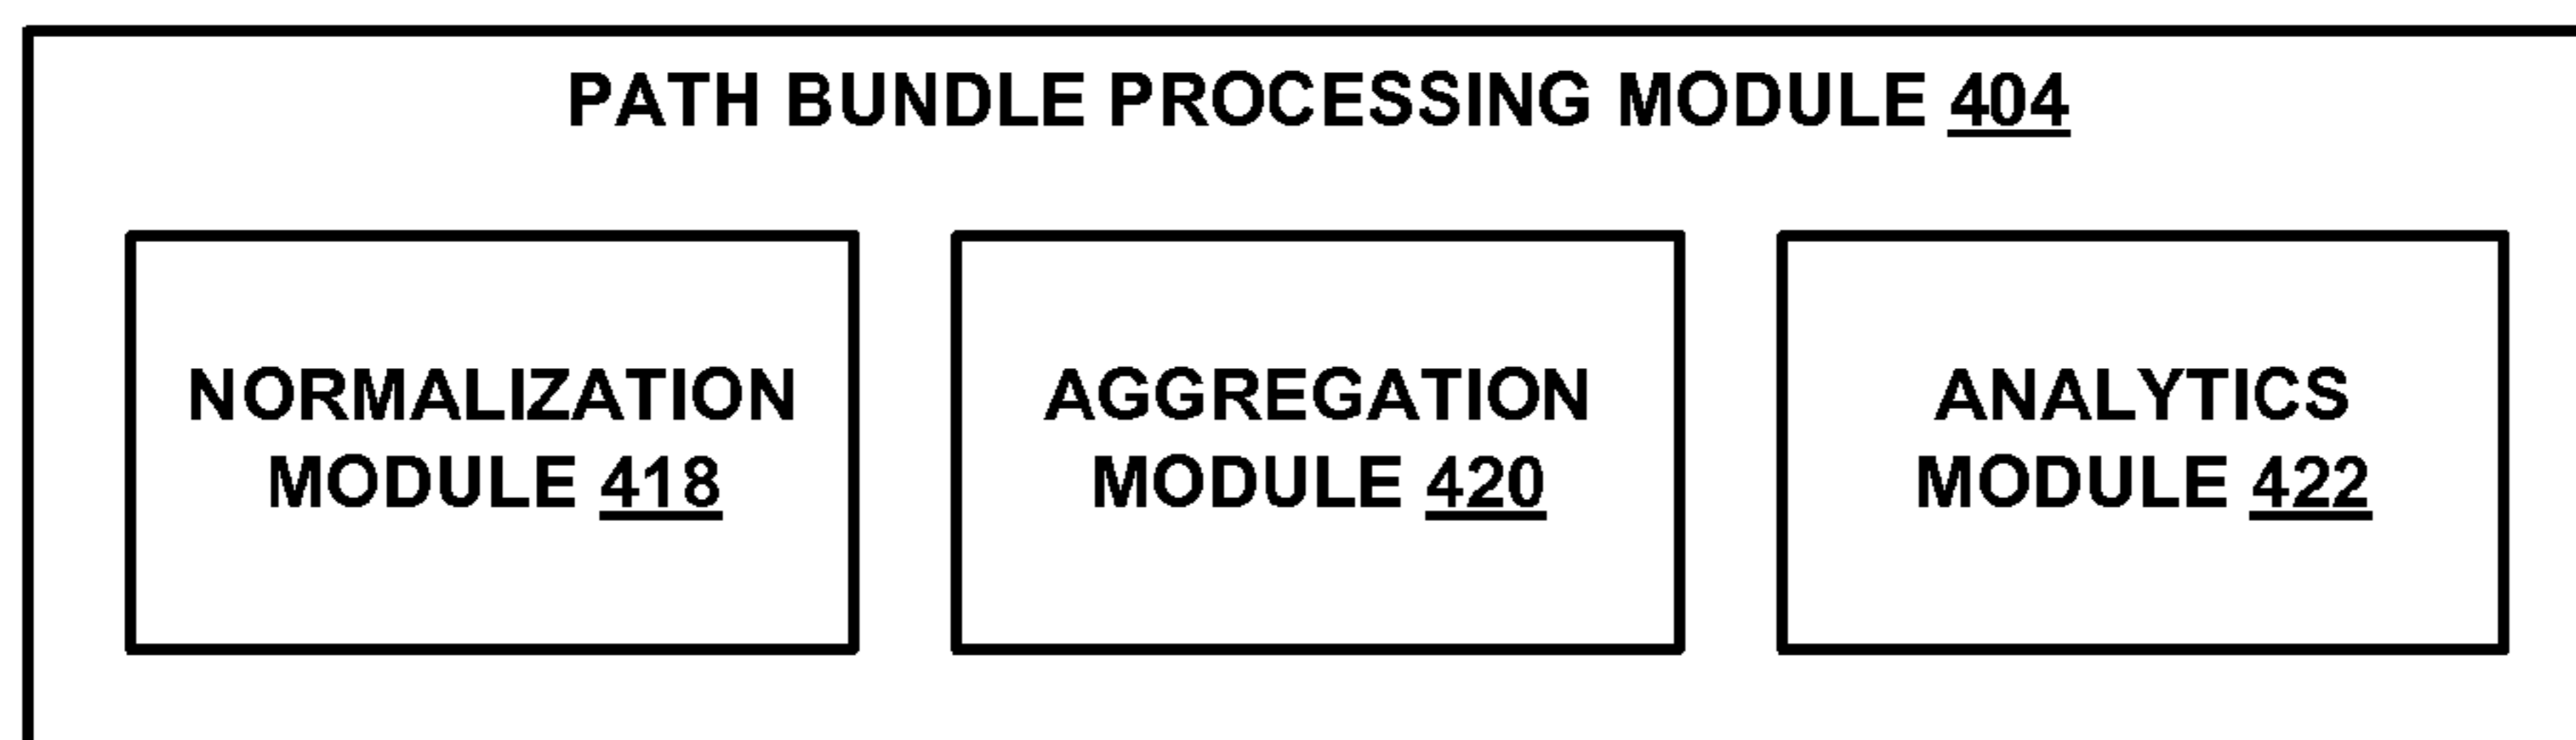 PATH BUNDLE PROCESSING MODULE 404
NORMALIZATION
MODULE 418
AGGREGATION
MODULE 420
ANALYTICS
MODULE 422